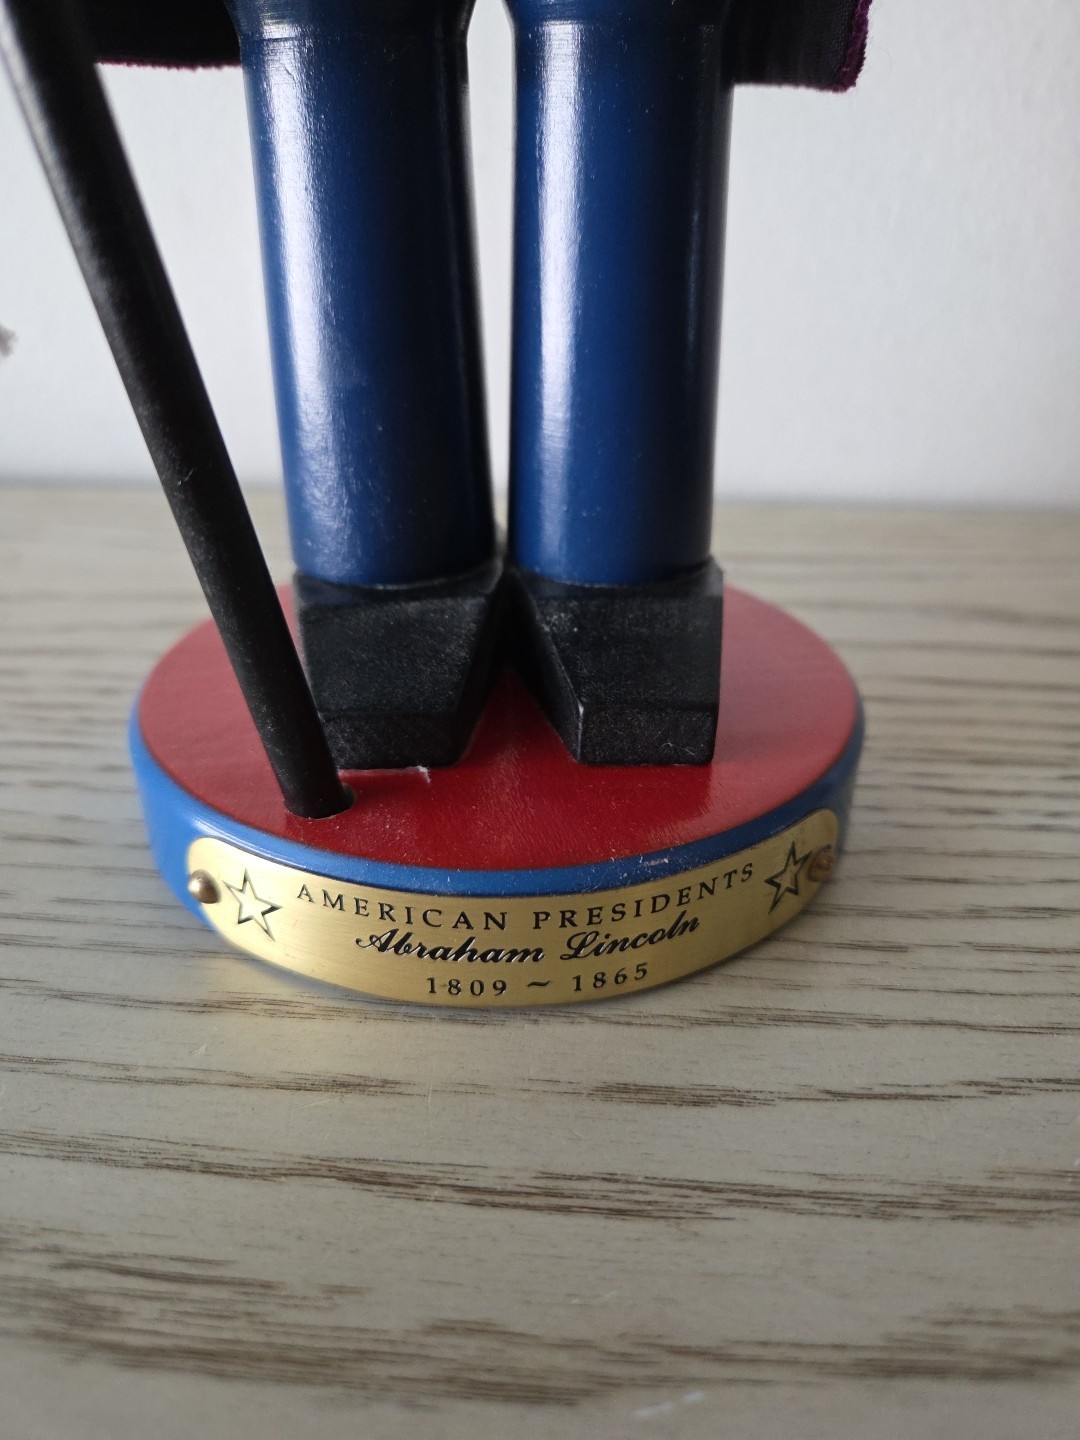 AMERICAN PRESIDENTS
Abraham Lincoln
1809 ~ 1865